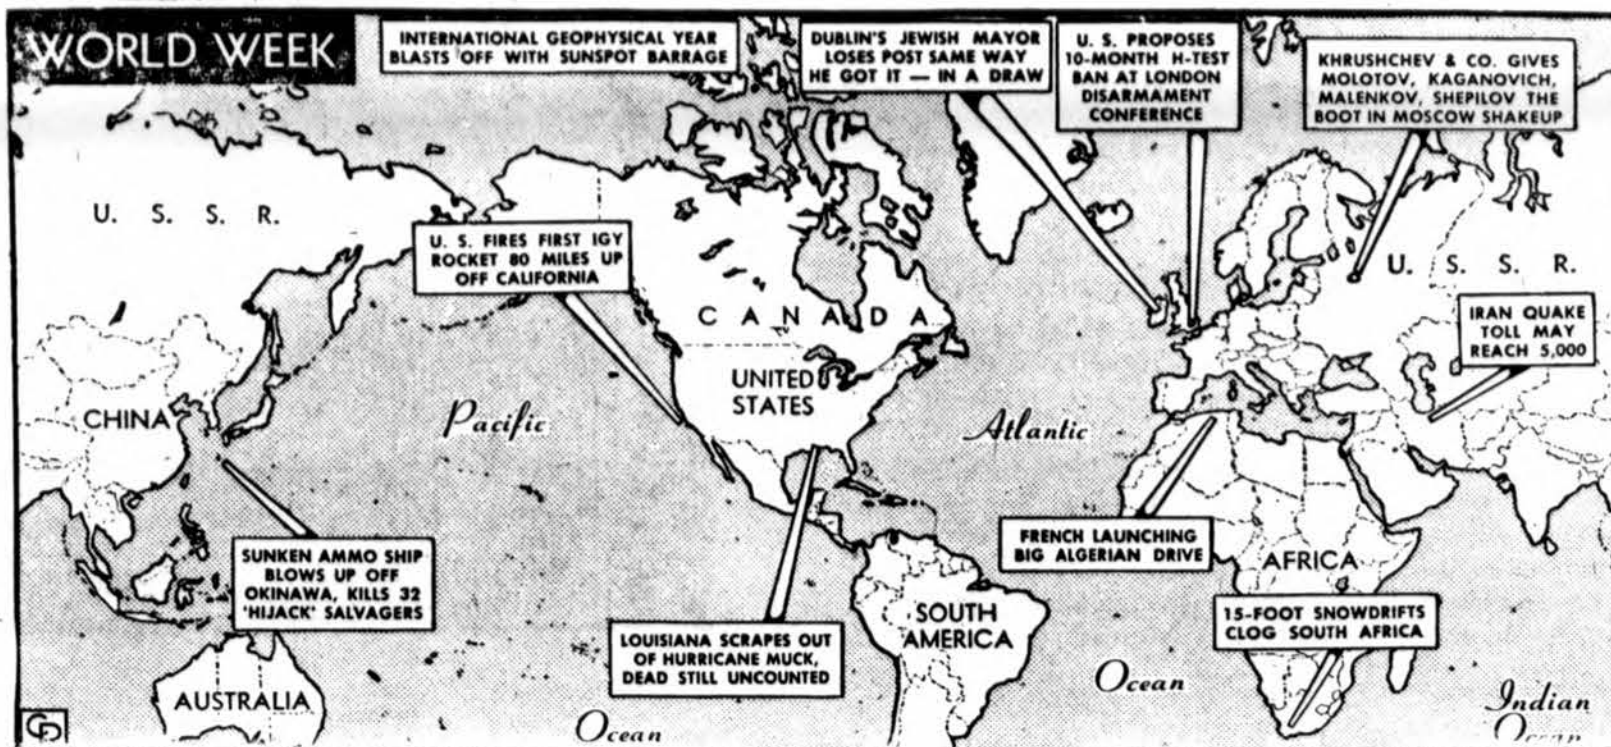 WORLD WEEK
INTERNATIONAL GEOPHYSICAL YEAR
BLASTS OFF WITH SUNSPOT BARRAGE
DUBLIN'S JEWISH MAYOR
LOSES POST SAME WAY
HE GOT IT — IN A DRAW
U. S. PROPOSES
10-MONTH H-TEST
BAN AT LONDON
DISARMAMENT
CONFERENCE
KHRUSHCHEV & CO. GIVES
MOLOTOV, KAGANOVICH,
MALENKOV, SHEPILOV THE
BOOT IN MOSCOW SHAKEUP
U. S. S. R.
U. S. FIRES FIRST IGY
ROCKET 80 MILES UP
OFF CALIFORNIA
U. S. S. R.
CANADA
IRAN QUAKE
TOLL MAY
REACH 5,000
UNITED
STATES
CHINA
Pacific
Atlantic
SUNKEN AMMO SHIP
BLOWS UP OFF
OKINAWA, KILLS 32
'HIJACK' SALVAGERS
FRENCH LAUNCHING
BIG ALGERIAN DRIVE
AFRICA
SOUTH
AMERICA
15-FOOT SNOWDRIFTS
CLOG SOUTH AFRICA
LOUISIANA SCRAPES OUT
OF HURRICANE MUCK,
DEAD STILL UNCOUNTED
AUSTRALIA
Ocean
Ocean
Indian
Ocean